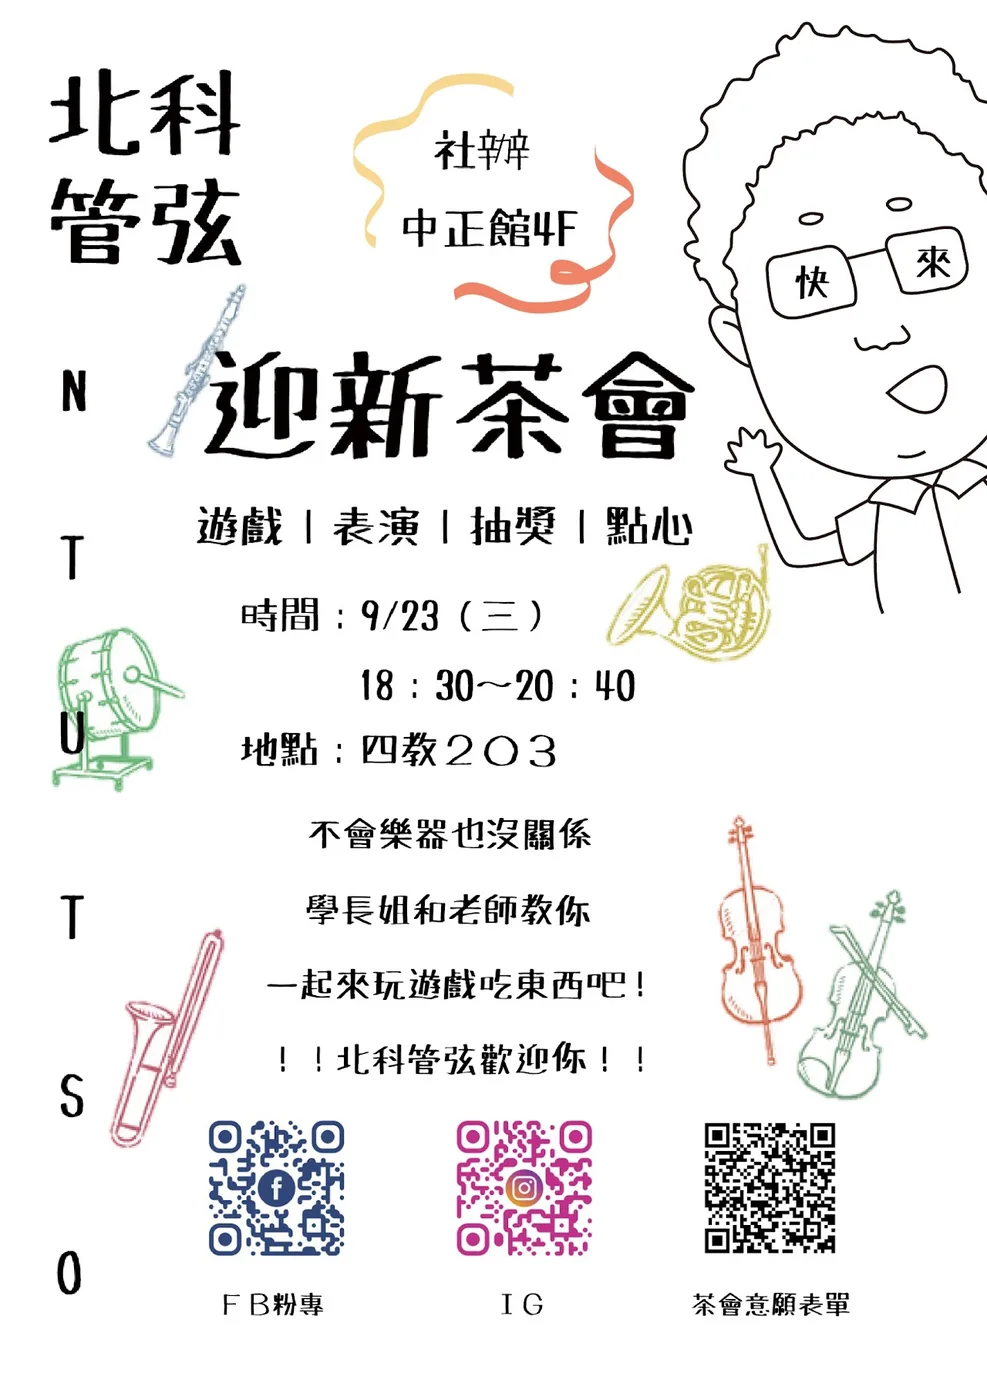 北科
管弦
社辦
中正館4F
快來
迎新茶會
遊戲|表演|抽獎|點心
時間:9/23(三)
18:30～20:40
地點:四教２０３
不會樂器也沒關係
學長姐和老師教你
一起來玩遊戲吃東西吧!
！！北科管弦歡迎你！！
N
T
U
T
S
O
ＦＢ粉專
ＩＧ
茶會意願表單